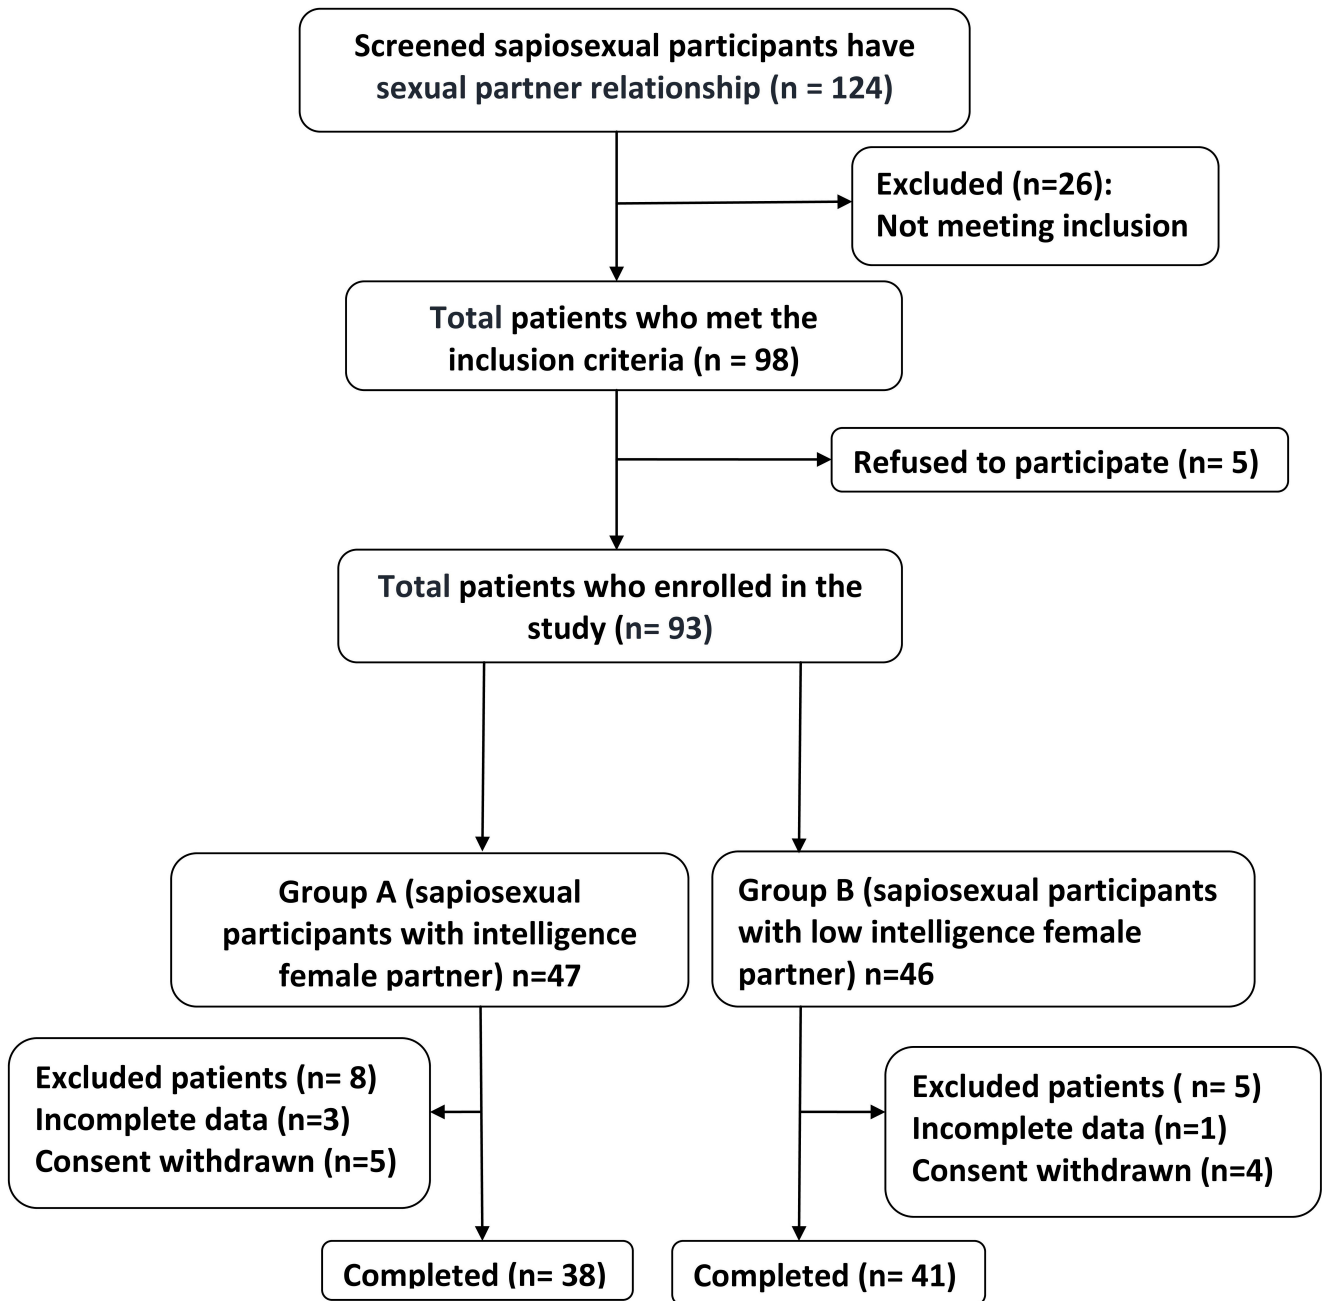 Screened sapiosexual participants have
sexual partner relationship (n = 124)
Excluded (n=26):
Not meeting inclusion
Total patients who met the
inclusion criteria (n = 98)
Refused to participate (n= 5)
Total patients who enrolled in the
study (n= 93)
Group A (sapiosexual
participants with intelligence
female partner) n=47
Group B (sapiosexual participants
with low intelligence female
partner) n=46
Excluded patients (n= 8)
Incomplete data (n=3)
Consent withdrawn (n=5)
Excluded patients ( n= 5)
Incomplete data (n=1)
Consent withdrawn (n=4)
Completed (n= 38)
Completed (n= 41)